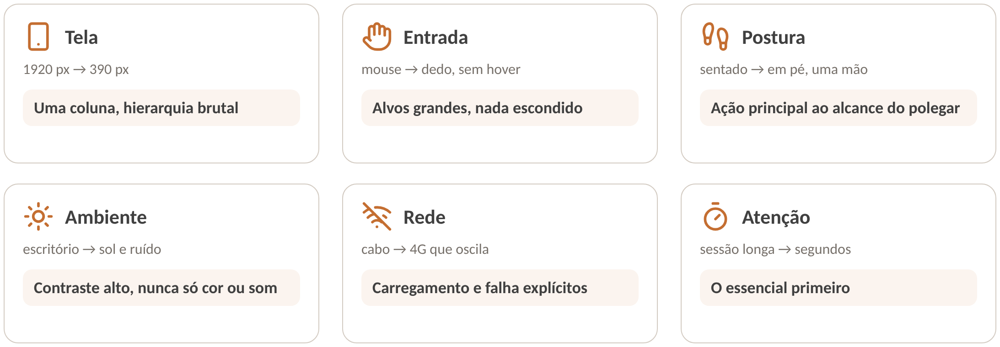 Tela
1920 px → 390 px
Uma coluna, hierarquia brutal
Entrada
mouse → dedo, sem hover
Alvos grandes, nada escondido
Postura
sentado → em pé, uma mão
Ação principal ao alcance do polegar
Ambiente
escritório → sol e ruído
Contraste alto, nunca só cor ou som
Rede
cabo → 4G que oscila
Carregamento e falha explícitos
Atenção
sessão longa → segundos
O essencial primeiro